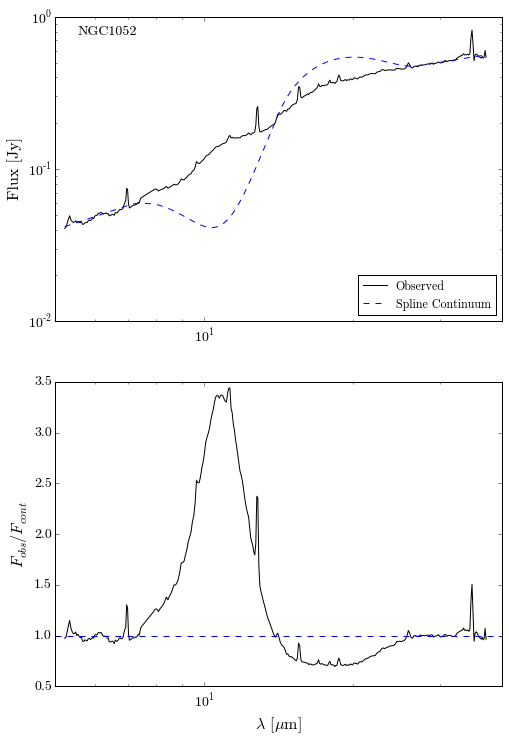 10^0
NGC1052
Flux [Jy]
10^-1
Observed
Spline Continuum
10^-2
10^1
3.5
3.0
2.5
F_obs/F_cont
2.0
1.5
1.0
0.5
10^1
λ [μm]